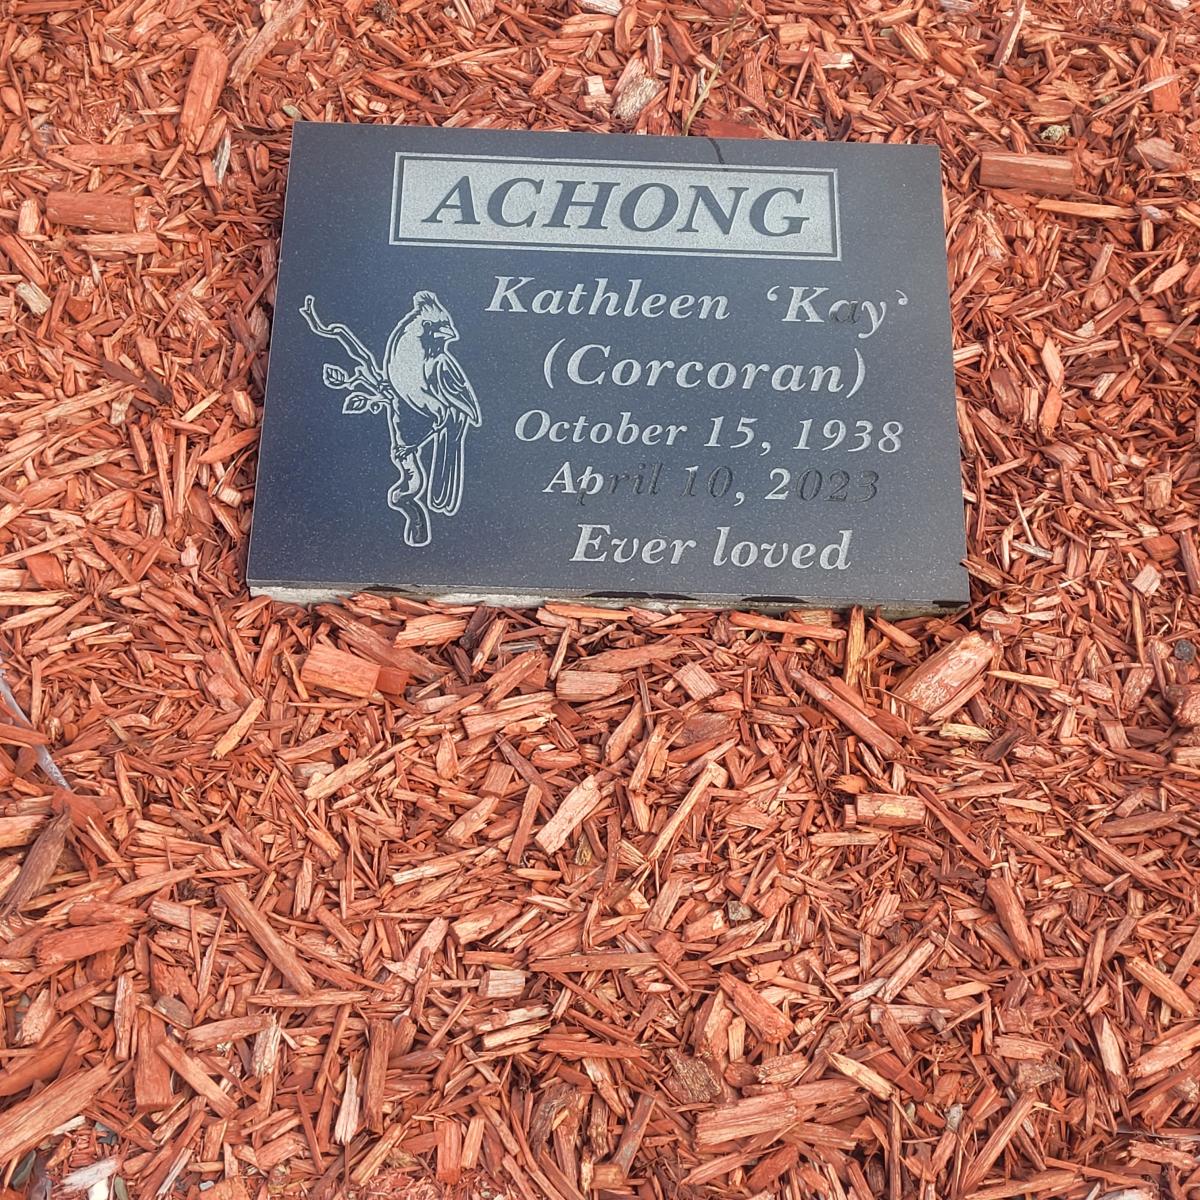 ACHONG
Kathleen ‘Kay’
(Corcoran)
October 15, 1938
April 10, 2023
Ever loved